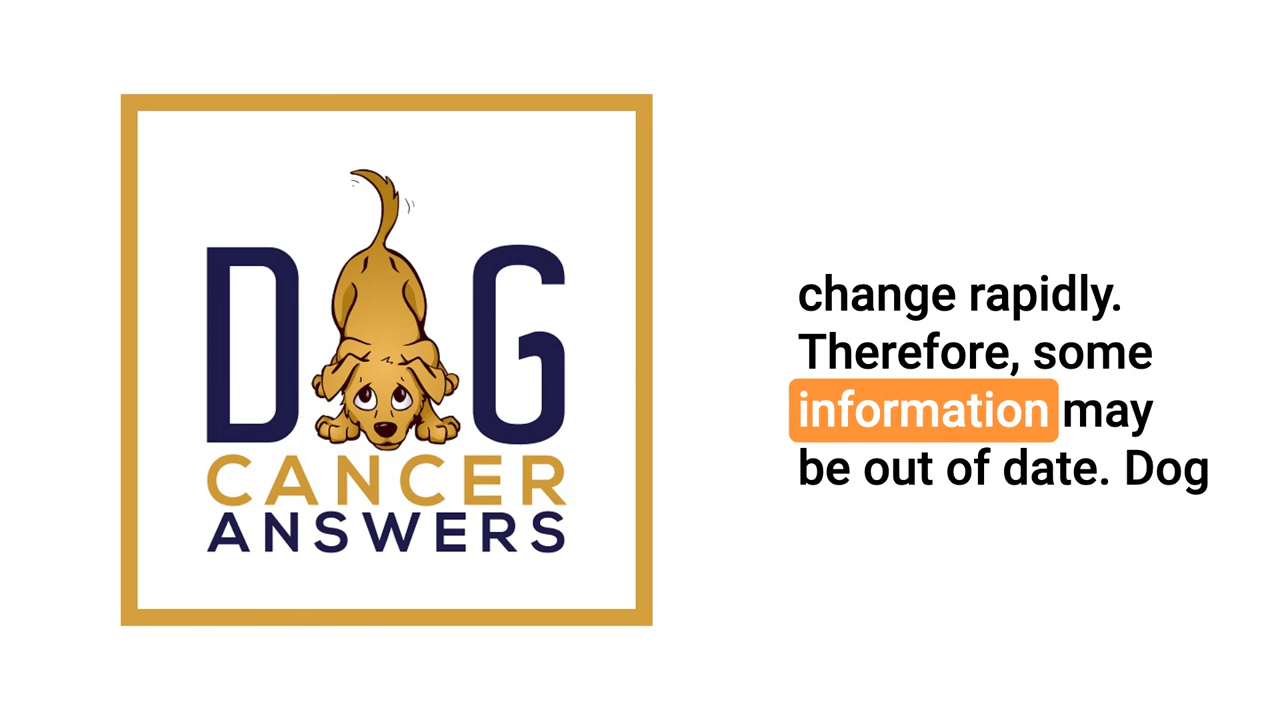 DOG
CANCER
ANSWERS
change rapidly.
Therefore, some
information may
be out of date. Dog